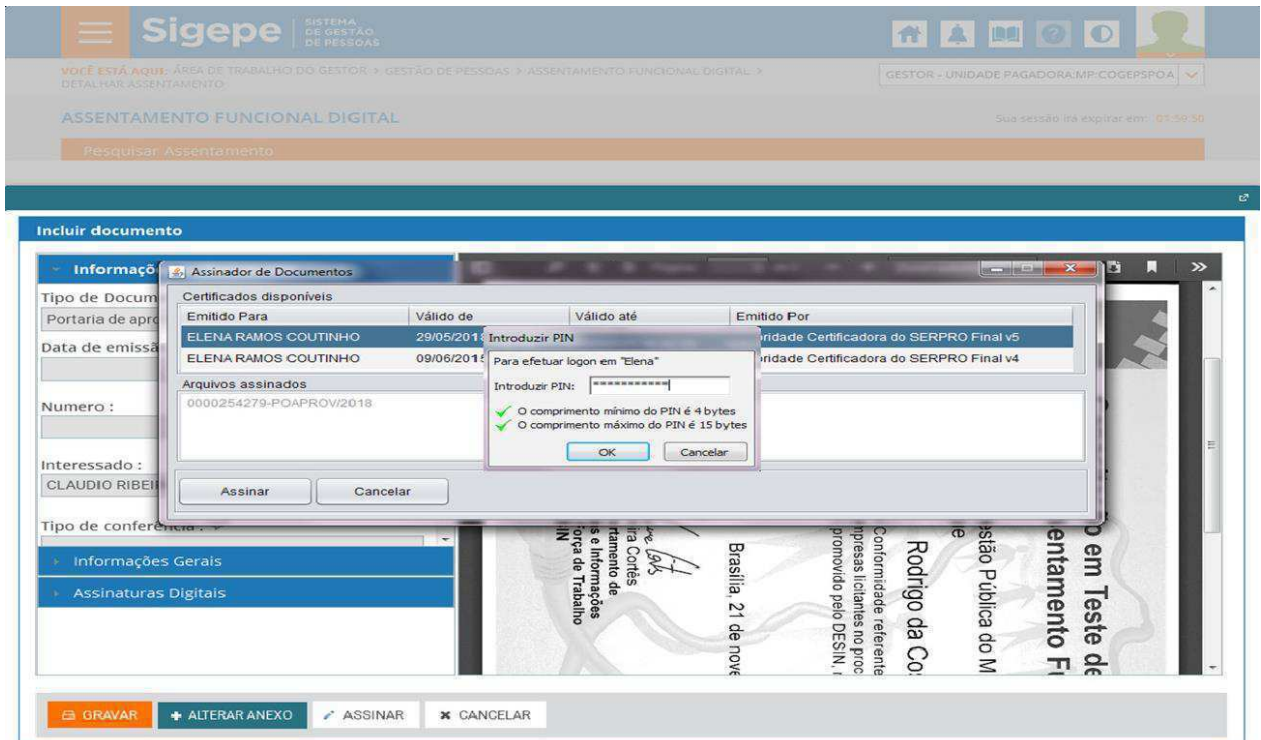 Sigepe
SISTEMA
DE GESTÃO
DE PESSOAS
VOCÊ ESTÁ AQUI: ÁREA DE TRABALHO DO GESTOR > GESTÃO DE PESSOAS > ASSENTAMENTO FUNCIONAL DIGITAL >
DETALHAR ASSENTAMENTO
GESTOR - UNIDADE PAGADORA:MP:COGEPSPOA
ASSENTAMENTO FUNCIONAL DIGITAL
Sua sessão irá expirar em: 01:59:50
Pesquisar Assentamento
Incluir documento
Informaçõ
Assinador de Documentos
Tipo de Docum
Portaria de apro
Data de emissã
Numero :
Interessado :
CLAUDIO RIBEI
Tipo de conferência :
Certificados disponíveis
Emitido Para Válido de Válido até Emitido Por
ELENA RAMOS COUTINHO 29/05/2018 oridade Certificadora do SERPRO Final v5
ELENA RAMOS COUTINHO 09/06/2015 oridade Certificadora do SERPRO Final v4
Arquivos assinados
0000254279-POAPROV/2018
Introduzir PIN
Para efetuar logon em "Elena"
Introduzir PIN: ***********
O comprimento mínimo do PIN é 4 bytes
O comprimento máximo do PIN é 15 bytes
OK Cancelar
Assinar Cancelar
Informações Gerais
Assinaturas Digitais
o em Teste de
entamento Fu
estão Pública do M
e
Rodrigo da Cos
Conformidade referente
mpresas licitantes no proc
promovido pelo DESIN,
Brasília, 21 de nove
ira Cortês
rtamento de
s e Informações
orça de Trabalho
IN
GRAVAR
ALTERAR ANEXO
ASSINAR
CANCELAR